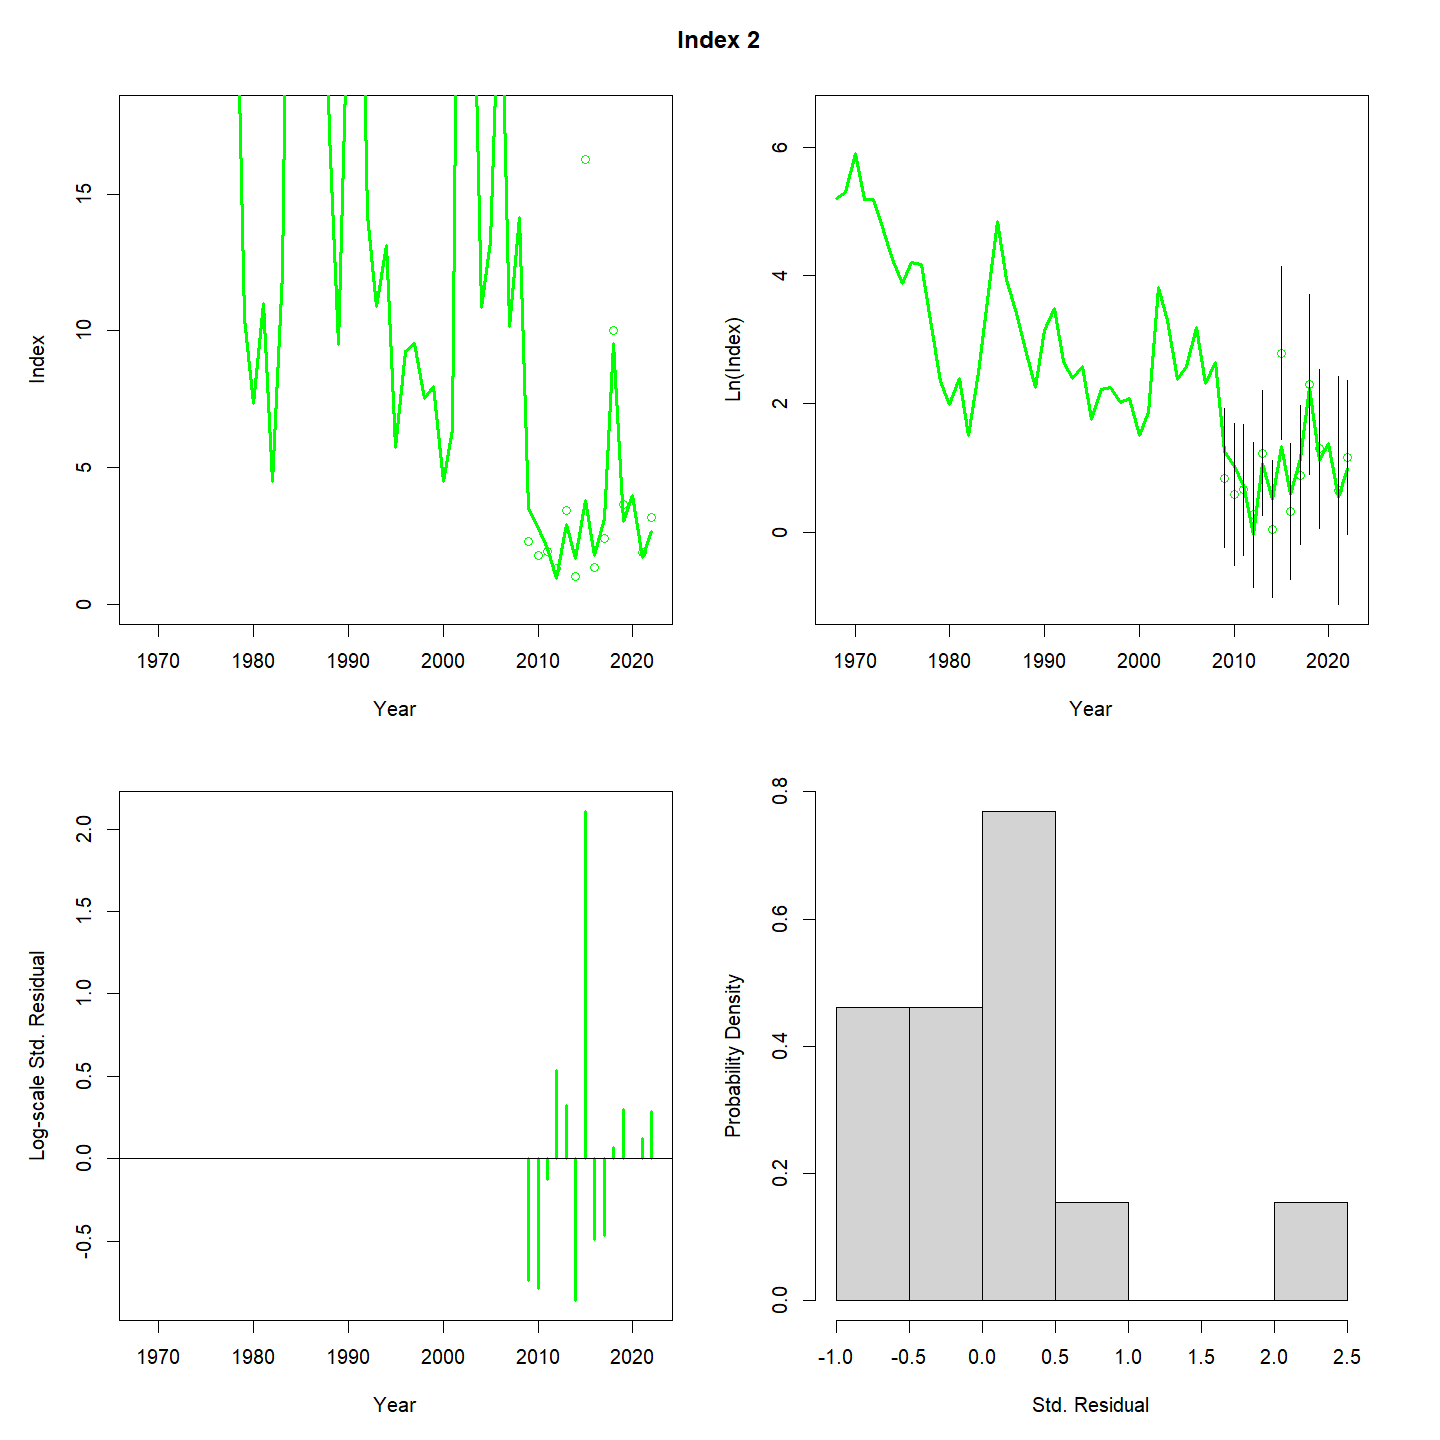 Index 2
Index
15
10
5
0
1970 1980 1990 2000 2010 2020
Year
Ln(Index)
6
4
2
0
1970 1980 1990 2000 2010 2020
Year
Log-scale Std. Residual
2.0
1.5
1.0
0.5
0.0
-0.5
1970 1980 1990 2000 2010 2020
Year
Probability Density
0.8
0.6
0.4
0.2
0.0
-1.0 -0.5 0.0 0.5 1.0 1.5 2.0 2.5
Std. Residual